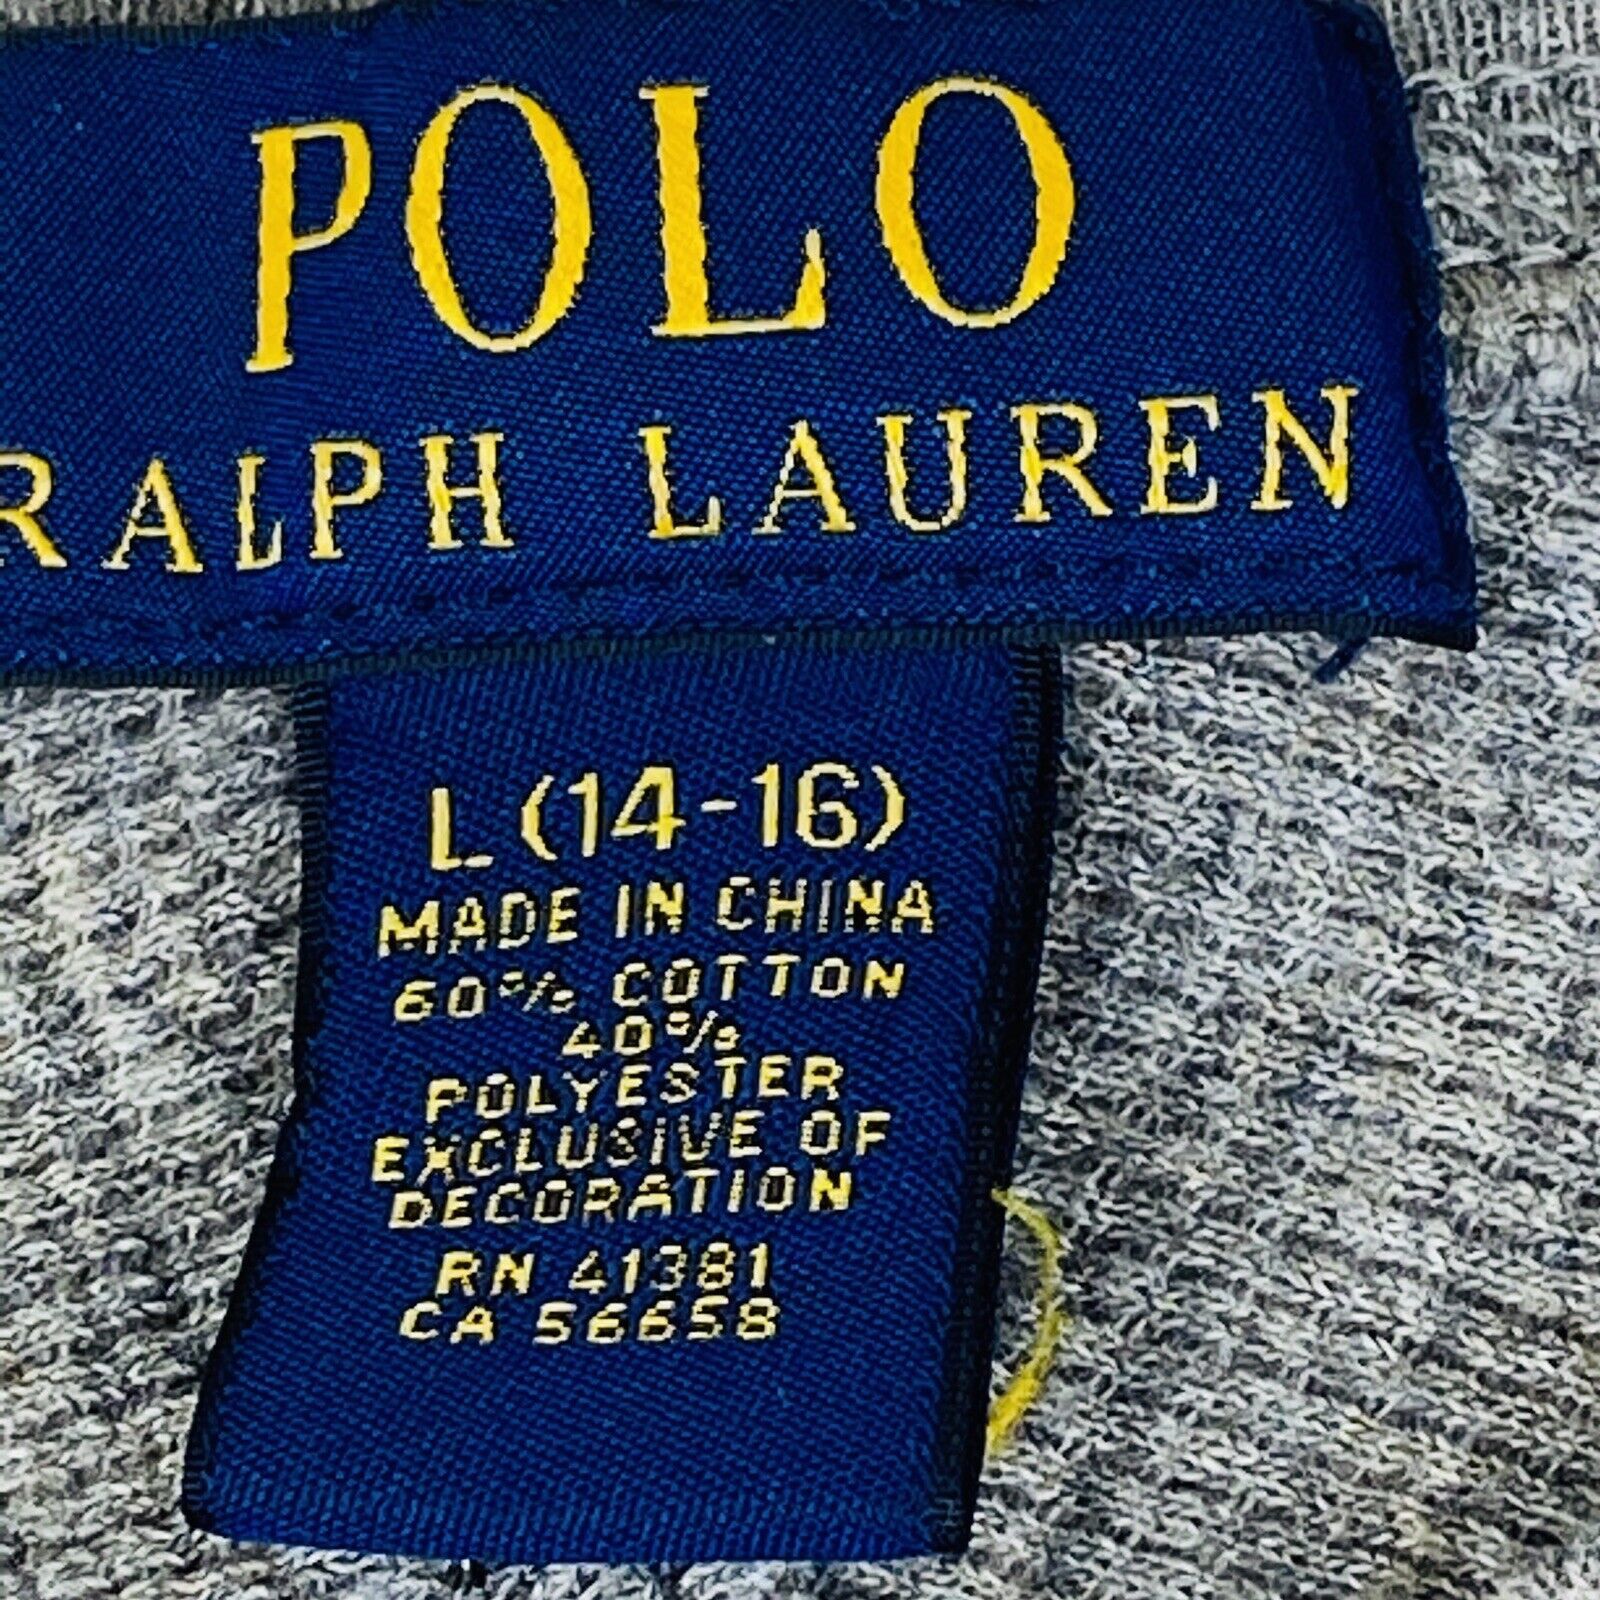 POLO
RALPH LAUREN
L (14-16)
MADE IN CHINA
60% COTTON
40%
POLYESTER
EXCLUSIVE OF
DECORATION
RN 41381
CA 56658